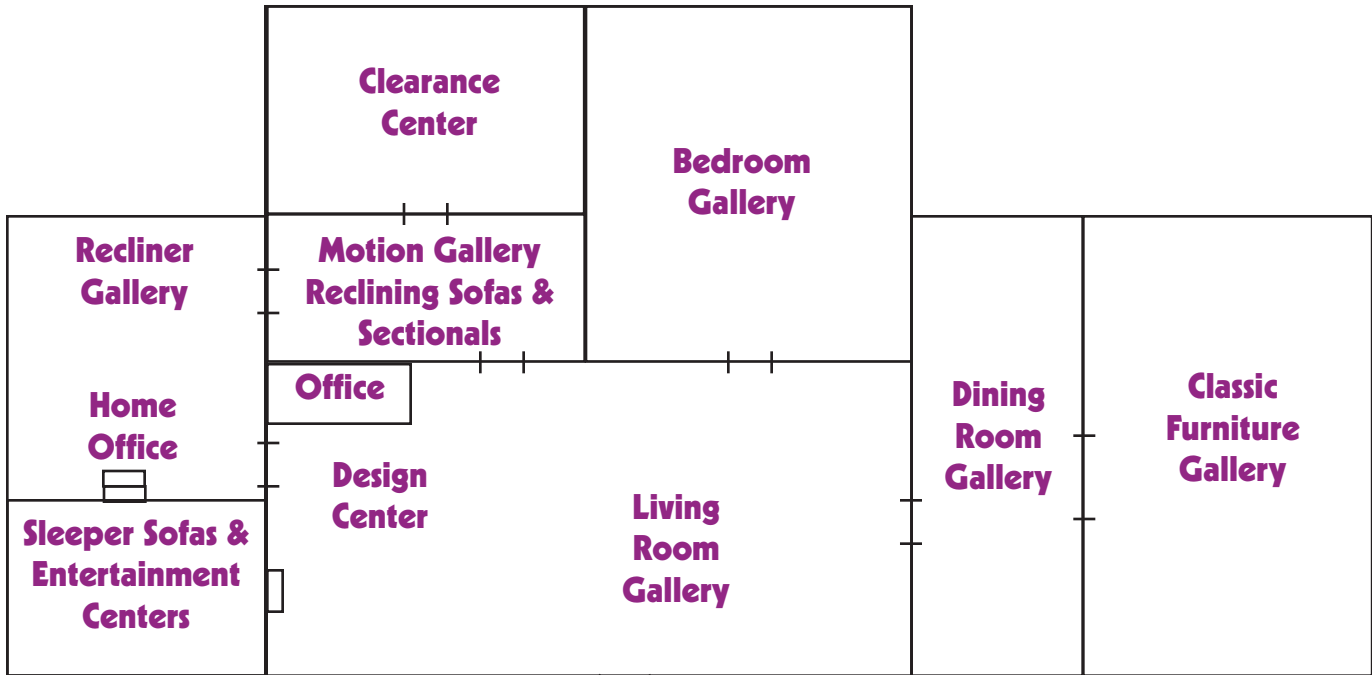 Clearance
Center
Bedroom
Gallery
Recliner
Gallery
Motion Gallery
Reclining Sofas &
Sectionals
Office
Home
Office
Design
Center
Living
Room
Gallery
Dining
Room
Gallery
Classic
Furniture
Gallery
Sleeper Sofas &
Entertainment
Centers